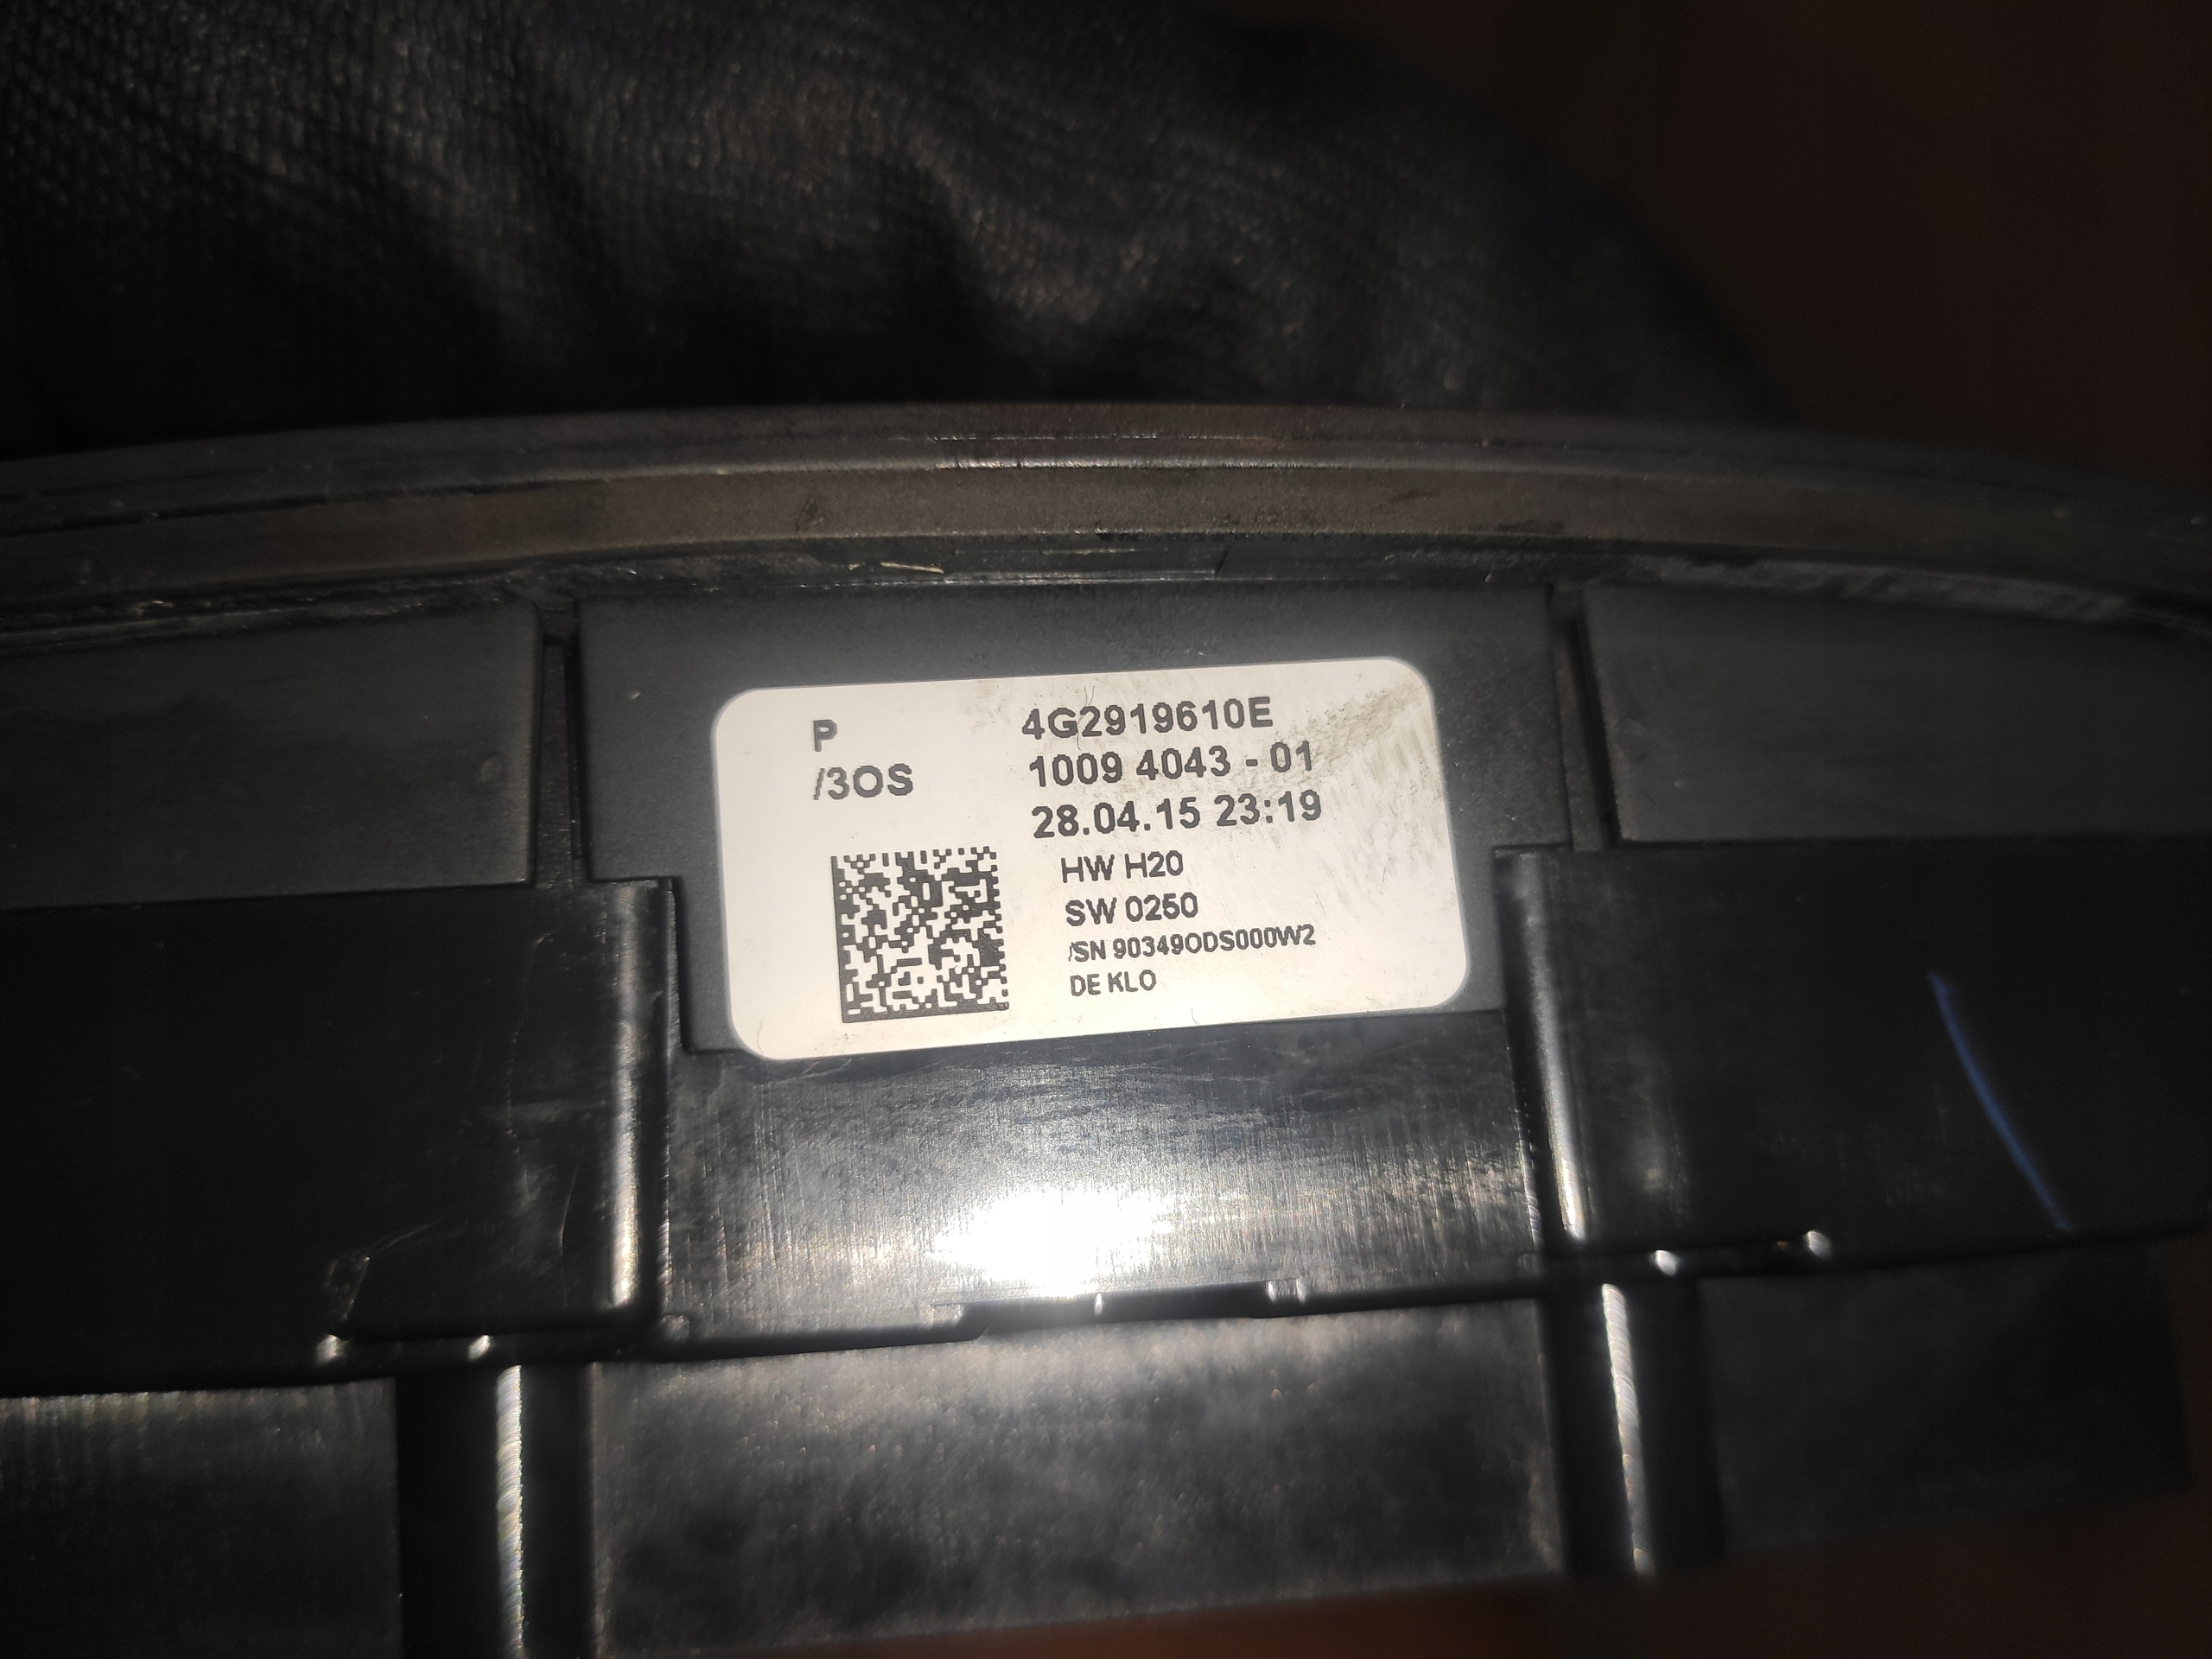 P
4G2919610E
/3OS
1009 4043 - 01
28.04.15 23:19
HW H20
SW 0250
/SN 90349ODS000W2
DE KLO